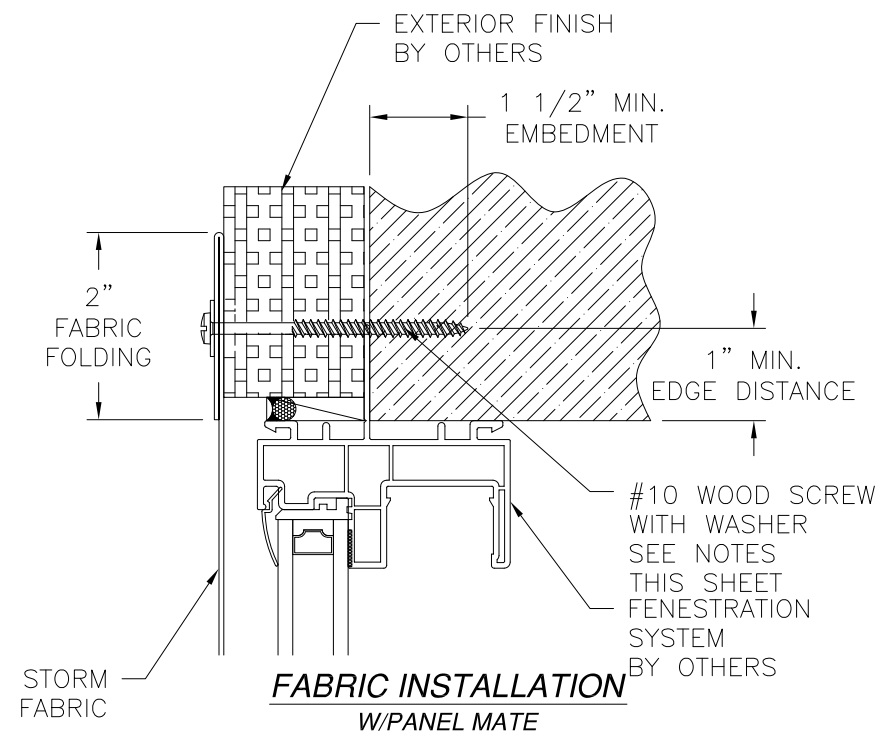 EXTERIOR FINISH
BY OTHERS
1 1/2” MIN.
EMBEDMENT
2”
FABRIC
FOLDING
1” MIN.
EDGE DISTANCE
#10 WOOD SCREW
WITH WASHER
SEE NOTES
THIS SHEET
FENESTRATION
SYSTEM
BY OTHERS
STORM
FABRIC
FABRIC INSTALLATION
W/PANEL MATE